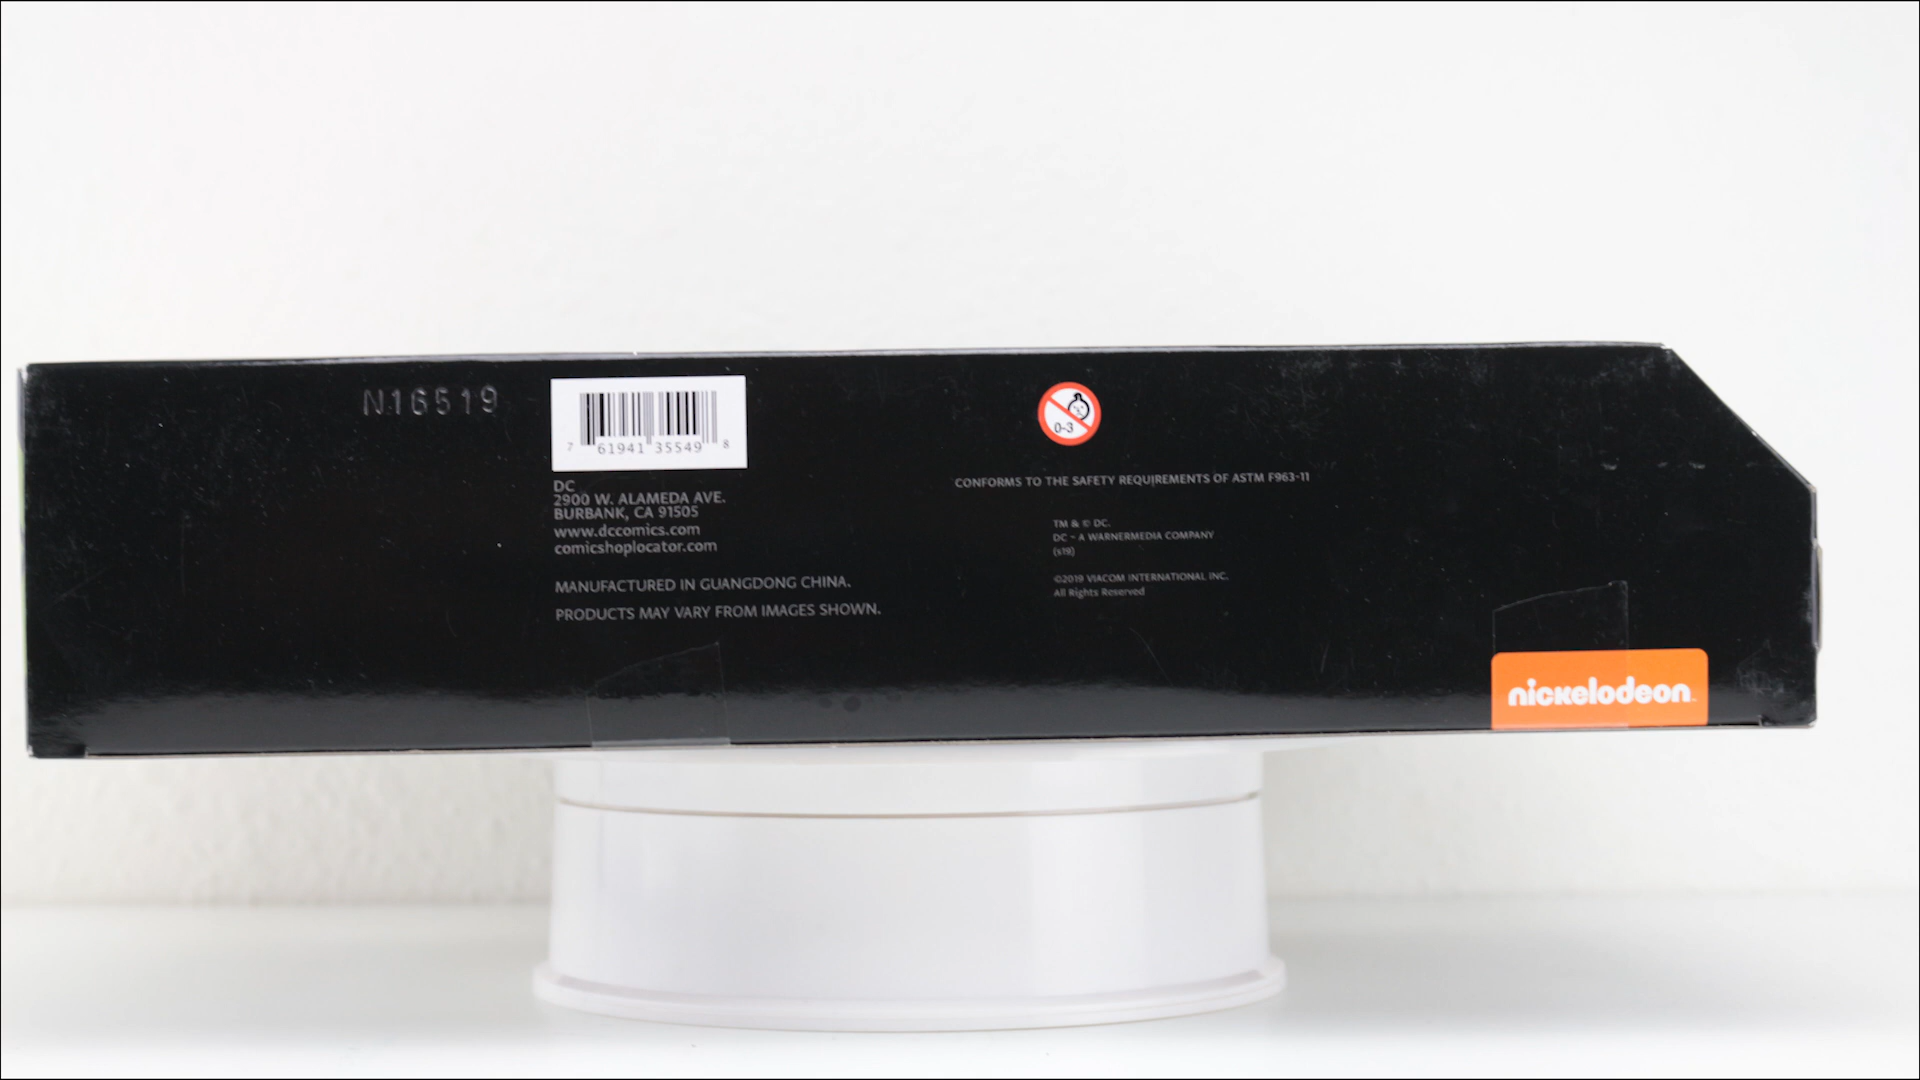 N16519
7 61941 35549 8
DC
2900 W. ALAMEDA AVE.
BURBANK, CA 91505
www.dccomics.com
comicshoplocator.com
MANUFACTURED IN GUANGDONG CHINA.
PRODUCTS MAY VARY FROM IMAGES SHOWN.
0-3
CONFORMS TO THE SAFETY REQUIREMENTS OF ASTM F963-11
TM & © DC.
DC - A WARNERMEDIA COMPANY
(s19)
©2019 VIACOM INTERNATIONAL INC.
All Rights Reserved
nickelodeon